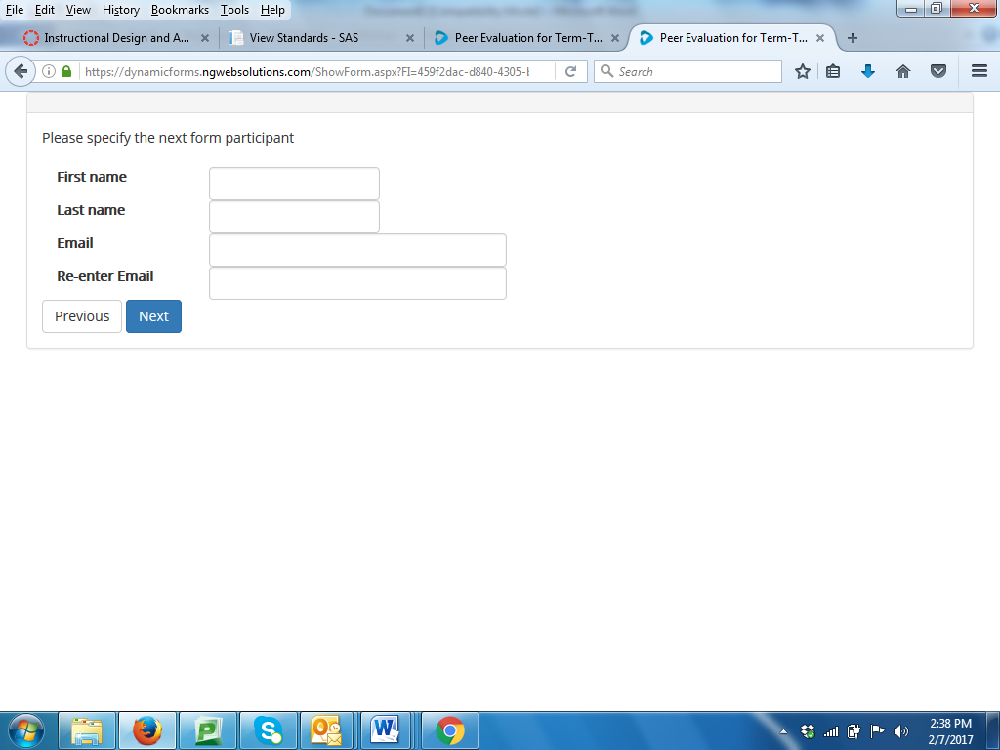 File Edit View History Bookmarks Tools Help
Instructional Design and A... × View Standards - SAS × Peer Evaluation for Term-T... × Peer Evaluation for Term-T... × +
https://dynamicforms.ngwebsolutions.com/ShowForm.aspx?FI=459f2dac-d840-4305- Search
Please specify the next form participant
First name
Last name
Email
Re-enter Email
Previous Next
2:38 PM
2/7/2017